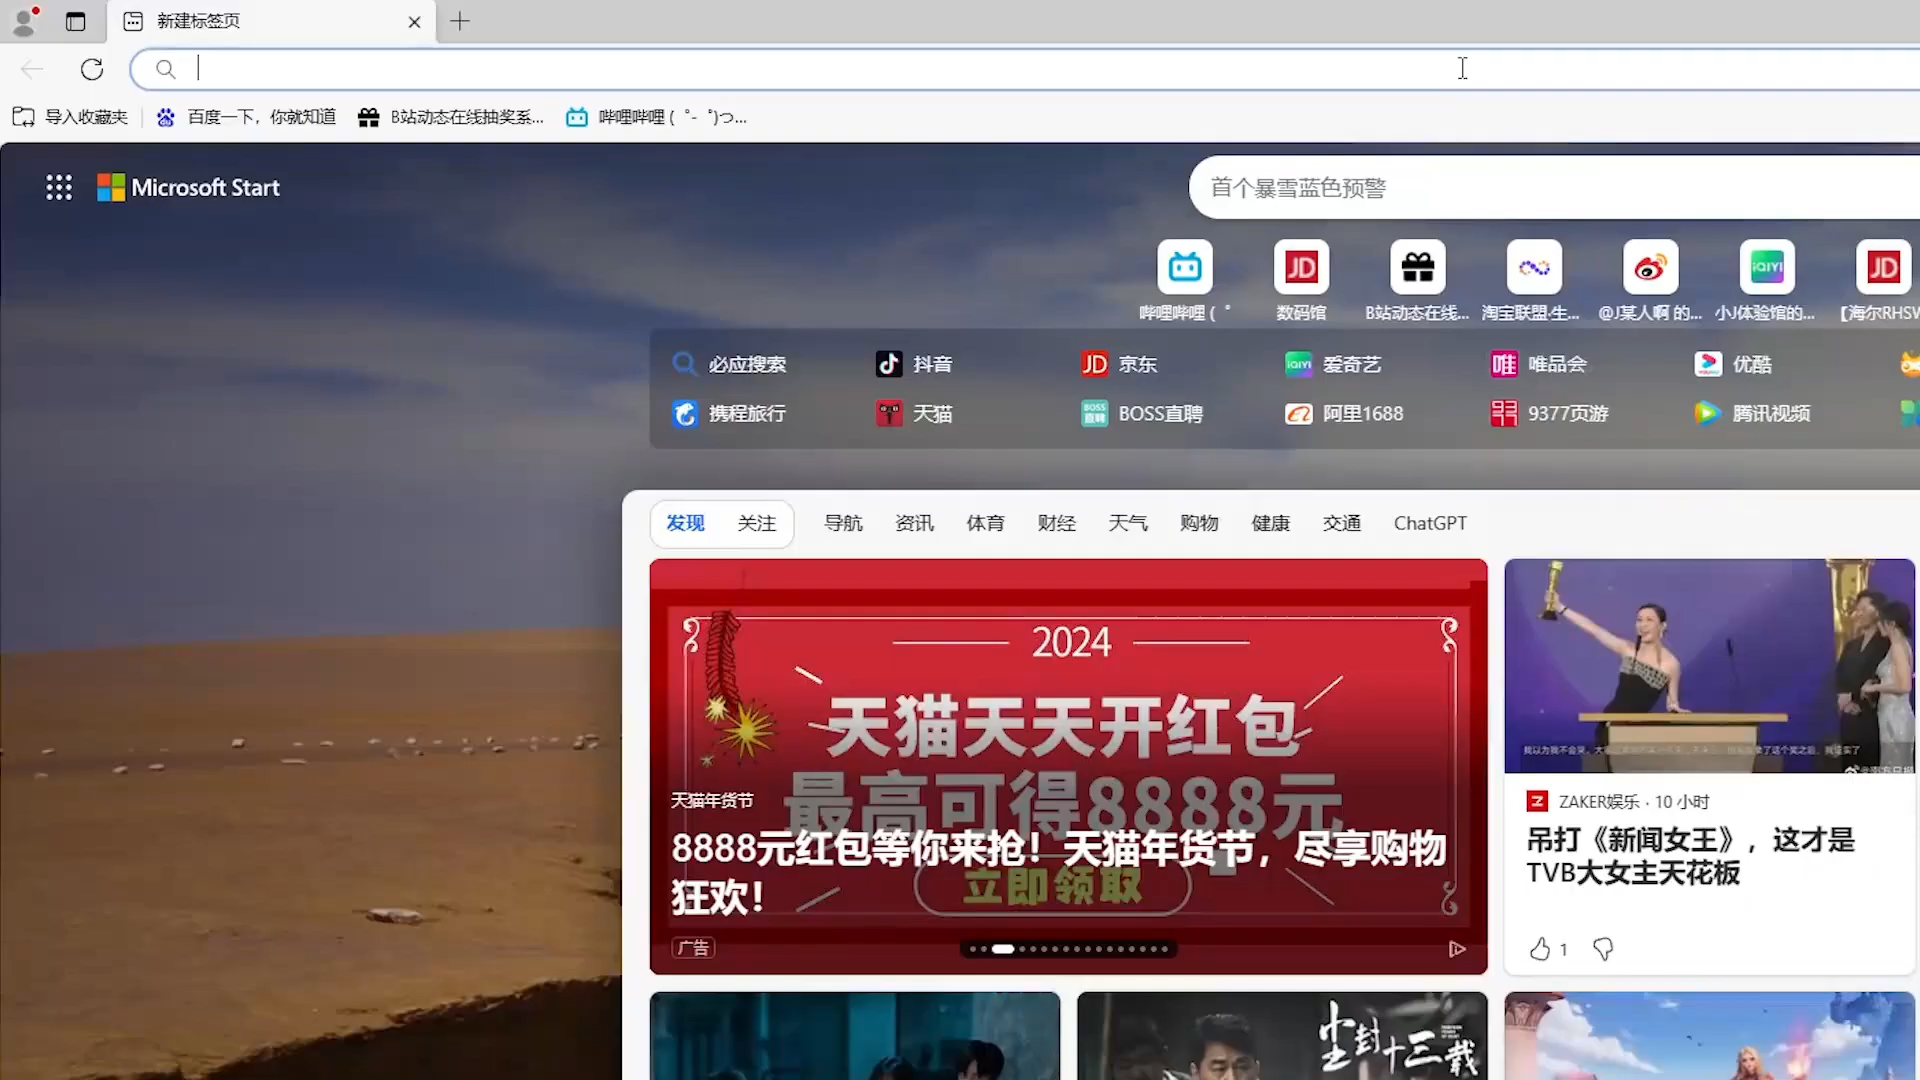 新建标签页
导入收藏夹
百度一下，你就知道
B站动态在线抽奖系...
哔哩哔哩 ( ゜- ゜)つ...
Microsoft Start
首个暴雪蓝色预警
哔哩哔哩 ( ゜
数码馆
B站动态在线...
淘宝联盟·生...
@J某人啊 的...
小J体验馆的...
【海尔RHSW
必应搜索
抖音
京东
爱奇艺
唯品会
优酷
携程旅行
天猫
BOSS直聘
阿里1688
9377页游
腾讯视频
发现
关注
导航
资讯
体育
财经
天气
购物
健康
交通
ChatGPT
2024
天猫天天开红包
最高可得8888元
立即领取
天猫年货节
8888元红包等你来抢！天猫年货节，尽享购物
狂欢！
广告
ZAKER娱乐 · 10 小时
吊打《新闻女王》，这才是
TVB大女主天花板
1
尘封十三载